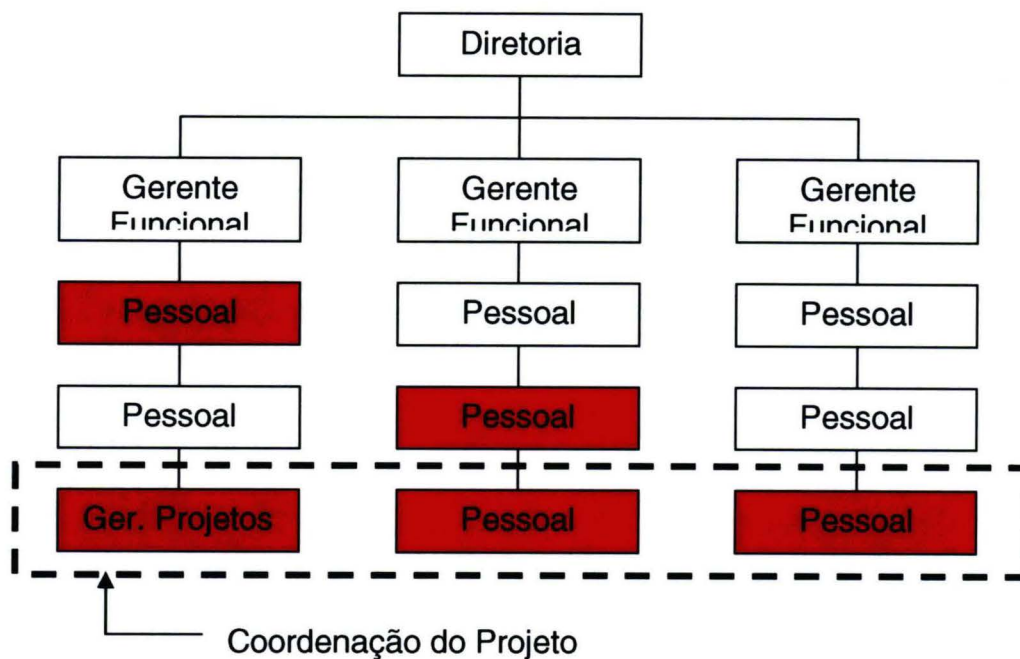 Diretoria
Gerente Gerente Gerente
Funcional Funcional Funcional
Pessoal Pessoal Pessoal
Pessoal Pessoal Pessoal
Ger. Projetos Pessoal Pessoal
Coordenação do Projeto